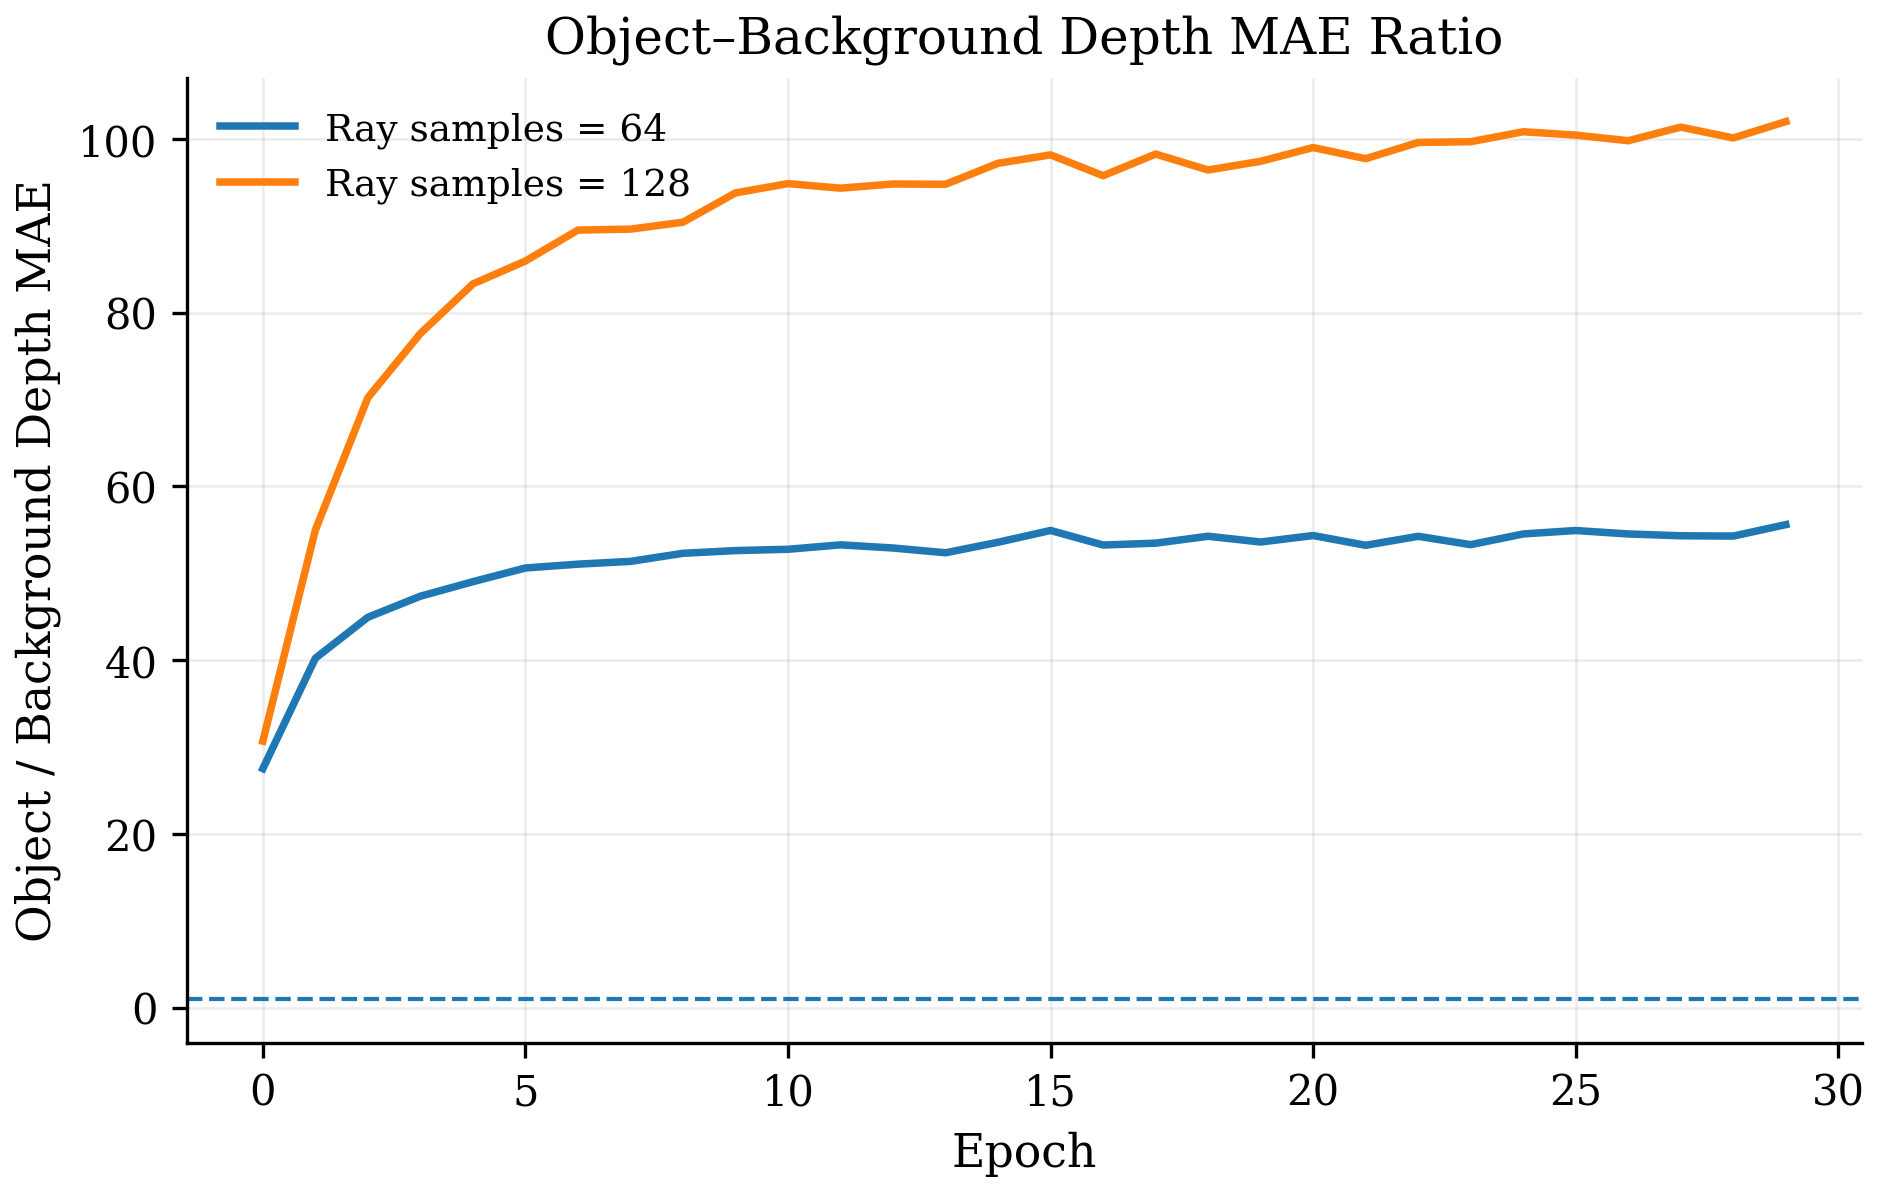 Object–Background Depth MAE Ratio
Ray samples = 64
Ray samples = 128
Object / Background Depth MAE
100
80
60
40
20
0
0 5 10 15 20 25 30
Epoch